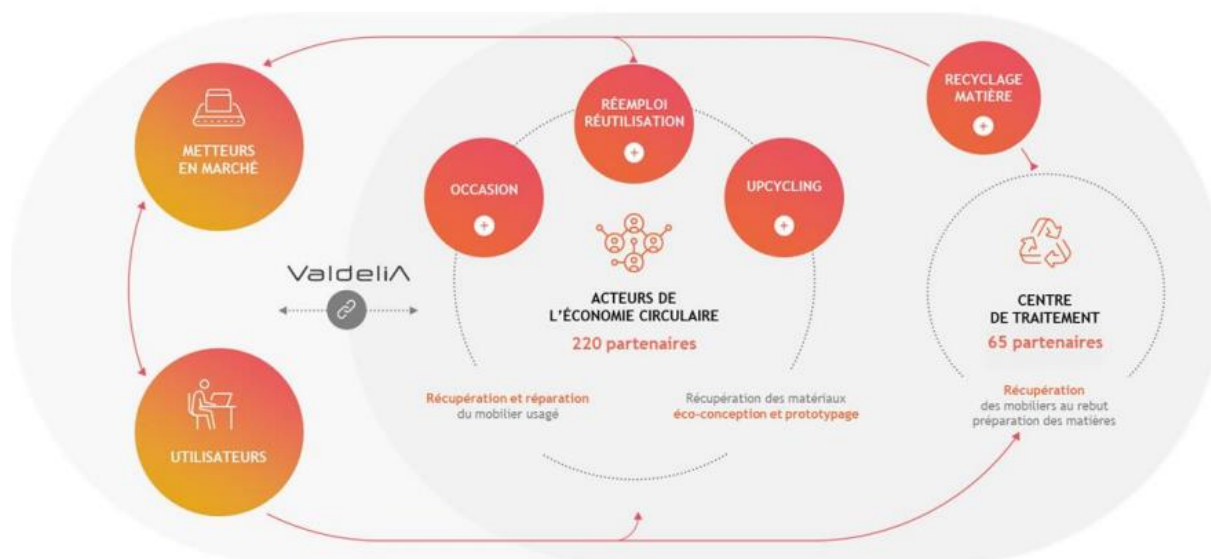 METTEURS
EN MARCHÉ
UTILISATEURS
ValdeliA
OCCASION
RÉEMPLOI
RÉUTILISATION
UPCYCLING
ACTEURS DE
L'ÉCONOMIE CIRCULAIRE
220 partenaires
Récupération et réparation
du mobilier usagé
Récupération des matériaux
éco-conception et prototypage
RECYCLAGE
MATIÈRE
CENTRE
DE TRAITEMENT
65 partenaires
Récupération
des mobiliers au rebut
préparation des matières